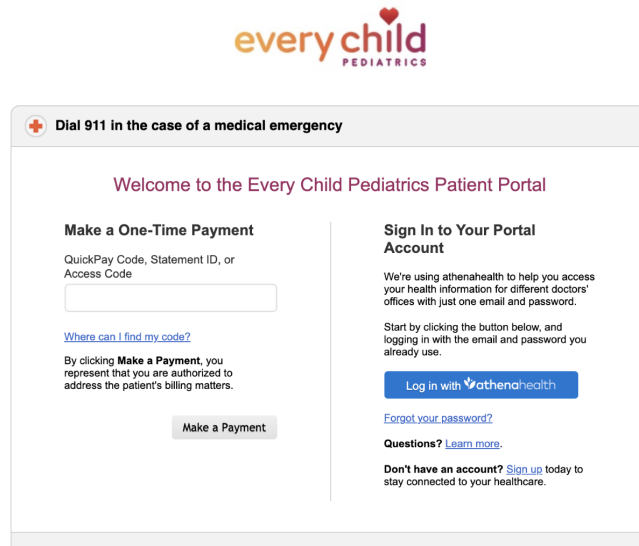 every child
PEDIATRICS
Dial 911 in the case of a medical emergency
Welcome to the Every Child Pediatrics Patient Portal
Make a One-Time Payment
QuickPay Code, Statement ID, or
Access Code
Where can I find my code?
By clicking Make a Payment, you
represent that you are authorized to
address the patient's billing matters.
Make a Payment
Sign In to Your Portal
Account
We're using athenahealth to help you access
your health information for different doctors'
offices with just one email and password.
Start by clicking the button below, and
logging in with the email and password you
already use.
Log in with athenahealth
Forgot your password?
Questions? Learn more.
Don't have an account? Sign up today to
stay connected to your healthcare.